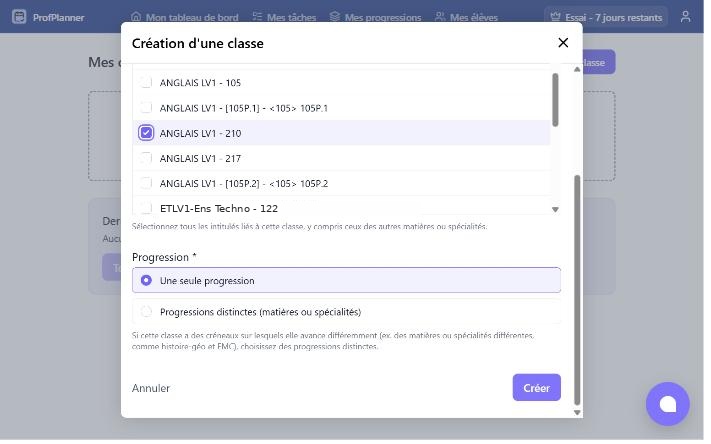 ProfPlanner
Mon tableau de bord
Mes tâches
Mes progressions
Mes élèves
Essai - 7 jours restants
Mes
Création d'une classe
ANGLAIS LV1 - 105
ANGLAIS LV1 - [105P.1] - <105> 105P.1
ANGLAIS LV1 - 210
ANGLAIS LV1 - 217
ANGLAIS LV1 - [105P.2] - <105> 105P.2
ETLV1-Ens Techno - 122
Sélectionnez tous les intitulés liés à cette classe, y compris ceux des autres matières ou spécialités.
Progression *
Une seule progression
Progressions distinctes (matières ou spécialités)
Si cette classe a des créneaux sur lesquels elle avance différemment (ex. des matières ou spécialités différentes,
comme histoire-géo et EMC), choisissez des progressions distinctes.
Annuler
Créer